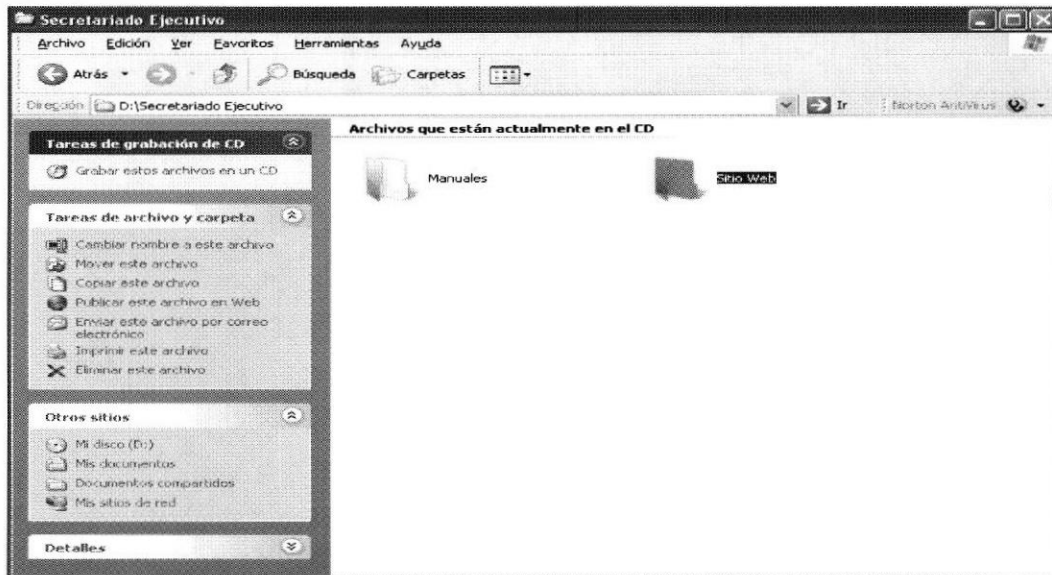 Secretariado Ejecutivo
Archivo Edición Ver Favoritos Herramientas Ayuda
Atrás Búsqueda Carpetas
Dirección D:\Secretariado Ejecutivo Ir Norton AntiVirus
Archivos que están actualmente en el CD
Tareas de grabación de CD
Grabar estos archivos en un CD
Manuales
Sitio Web
Tareas de archivo y carpeta
Cambiar nombre a este archivo
Mover este archivo
Copiar este archivo
Publicar este archivo en Web
Enviar este archivo por correo
electrónico
Imprimir este archivo
Eliminar este archivo
Otros sitios
Mi disco (D:)
Mis documentos
Documentos compartidos
Mis sitios de red
Detalles